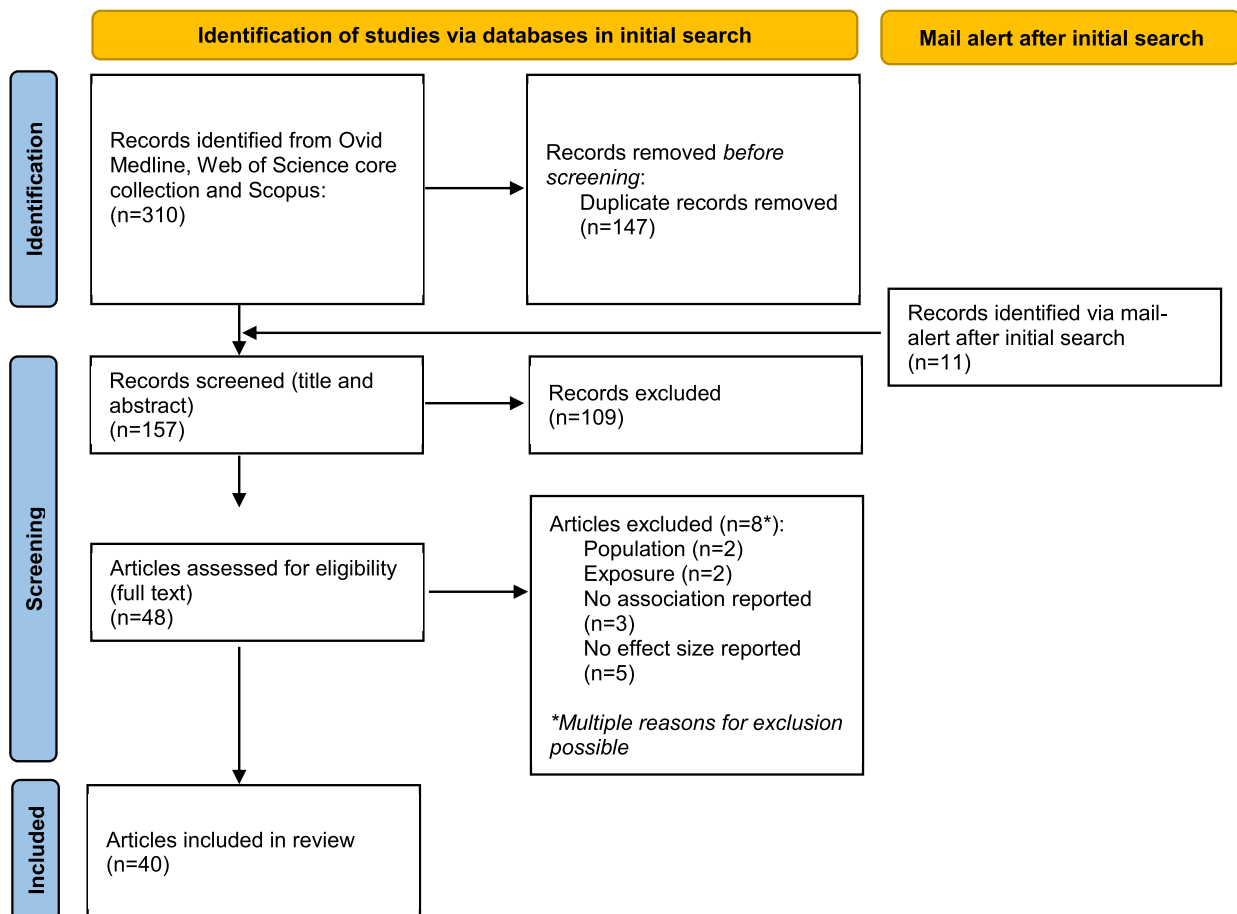 Identification of studies via databases in initial search
Mail alert after initial search
Identification
Records identified from Ovid
Medline, Web of Science core
collection and Scopus:
(n=310)
Records removed before
screening:
Duplicate records removed
(n=147)
Records identified via mail-
alert after initial search
(n=11)
Screening
Records screened (title and
abstract)
(n=157)
Records excluded
(n=109)
Articles assessed for eligibility
(full text)
(n=48)
Articles excluded (n=8*):
Population (n=2)
Exposure (n=2)
No association reported
(n=3)
No effect size reported
(n=5)
*Multiple reasons for exclusion
possible
Included
Articles included in review
(n=40)